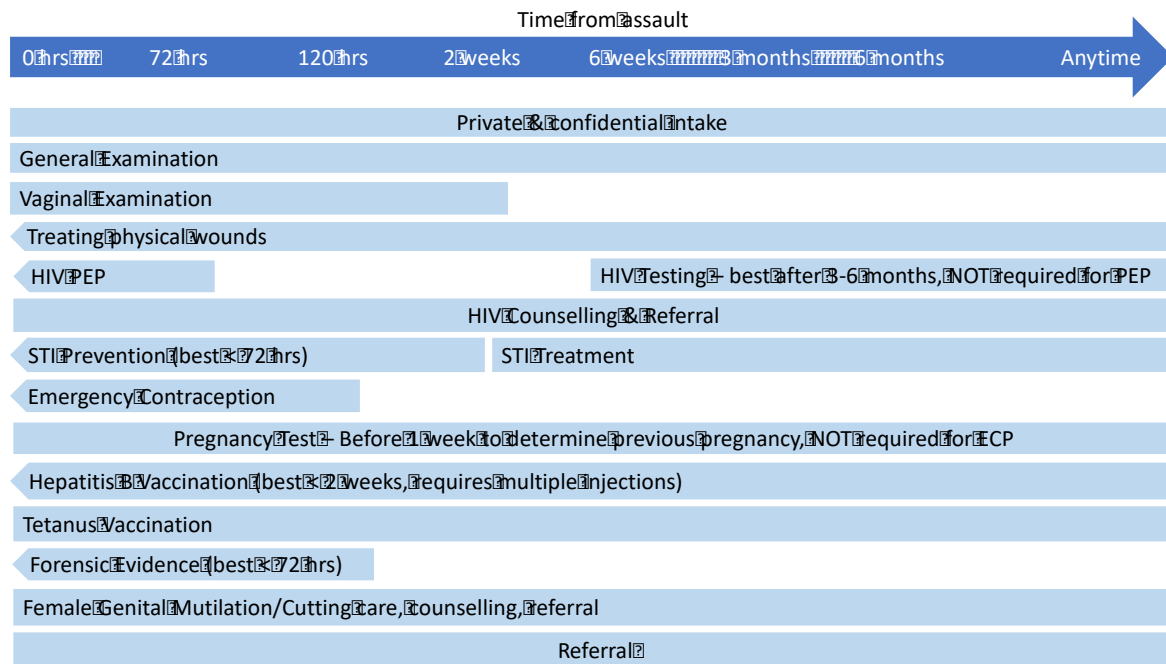 Time from assault
0 hrs 72 hrs 120 hrs 2 weeks 6 weeks 3 months 6 months Anytime
Private & confidential intake
General Examination
Vaginal Examination
Treating physical wounds
HIV PEP HIV Testing – best after 3-6 months, NOT required for PEP
HIV Counselling & Referral
STI Prevention (best < 72 hrs) STI Treatment
Emergency Contraception
Pregnancy Test – Before 1 week to determine previous pregnancy, NOT required for ECP
Hepatitis B Vaccination (best < 2 weeks, requires multiple injections)
Tetanus Vaccination
Forensic Evidence (best < 72 hrs)
Female Genital Mutilation/Cutting care, counselling, referral
Referral